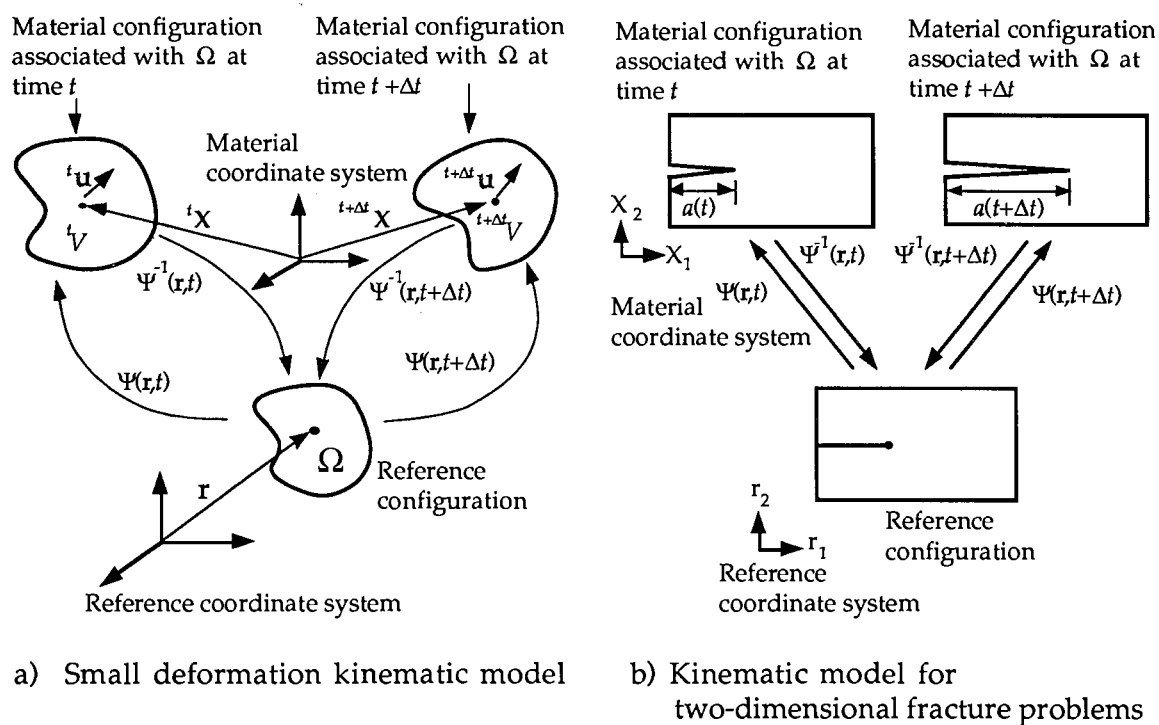 Material configuration
associated with Ω at
time t
Material configuration
associated with Ω at
time t +Δt
Material
coordinate system
ᵗu
ᵗX
ᵗV
ᵗ⁺ᐃᵗu
ᵗ⁺ᐃᵗX
ᵗ⁺ᐃᵗV
Ψ⁻¹(r,t)
Ψ⁻¹(r,t+Δt)
Ψ(r,t)
Ψ(r,t+Δt)
Ω
r
Reference
configuration
Reference coordinate system
a) Small deformation kinematic model
Material configuration
associated with Ω at
time t
Material configuration
associated with Ω at
time t +Δt
a(t)
a(t+Δt)
X₂
X₁
Ψ⁻¹(r,t)
Ψ⁻¹(r,t+Δt)
Ψ(r,t)
Ψ(r,t+Δt)
Material
coordinate system
r₂
r₁
Reference
configuration
Reference
coordinate system
b) Kinematic model for
two-dimensional fracture problems